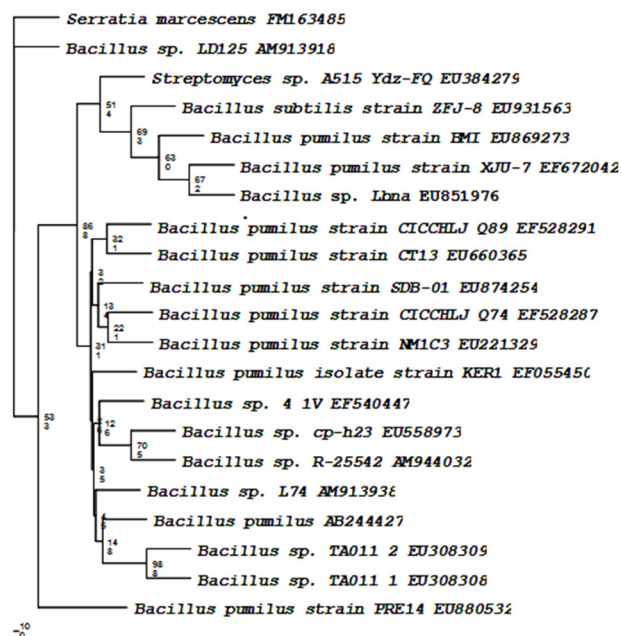 Serratia marcescens FM163485
Bacillus sp. LD125 AM913918
Streptomyces sp. A515 Ydz-FQ EU384279
51
4
Bacillus subtilis strain ZFJ-8 EU931563
69
3
Bacillus pumilus strain BMI EU869273
63
0
Bacillus pumilus strain XJU-7 EF672042
67
2
Bacillus sp. Lbna EU851976
86
8
Bacillus pumilus strain CICCHLJ Q89 EF528291
32
1
Bacillus pumilus strain CT13 EU660365
3
Bacillus pumilus strain SDB-01 EU874254
13
Bacillus pumilus strain CICCHLJ Q74 EF528287
22
1
Bacillus pumilus strain NM1C3 EU221329
31
1
Bacillus pumilus isolate strain KER1 EF055450
Bacillus sp. 4 1V EF540447
53
3
12
6
Bacillus sp. cp-h23 EU558973
70
5
Bacillus sp. R-25542 AM944032
3
5
Bacillus sp. L74 AM913938
Bacillus pumilus AB244427
14
8
Bacillus sp. TA011 2 EU308309
98
8
Bacillus sp. TA011 1 EU308308
Bacillus pumilus strain PRE14 EU880532
10
0